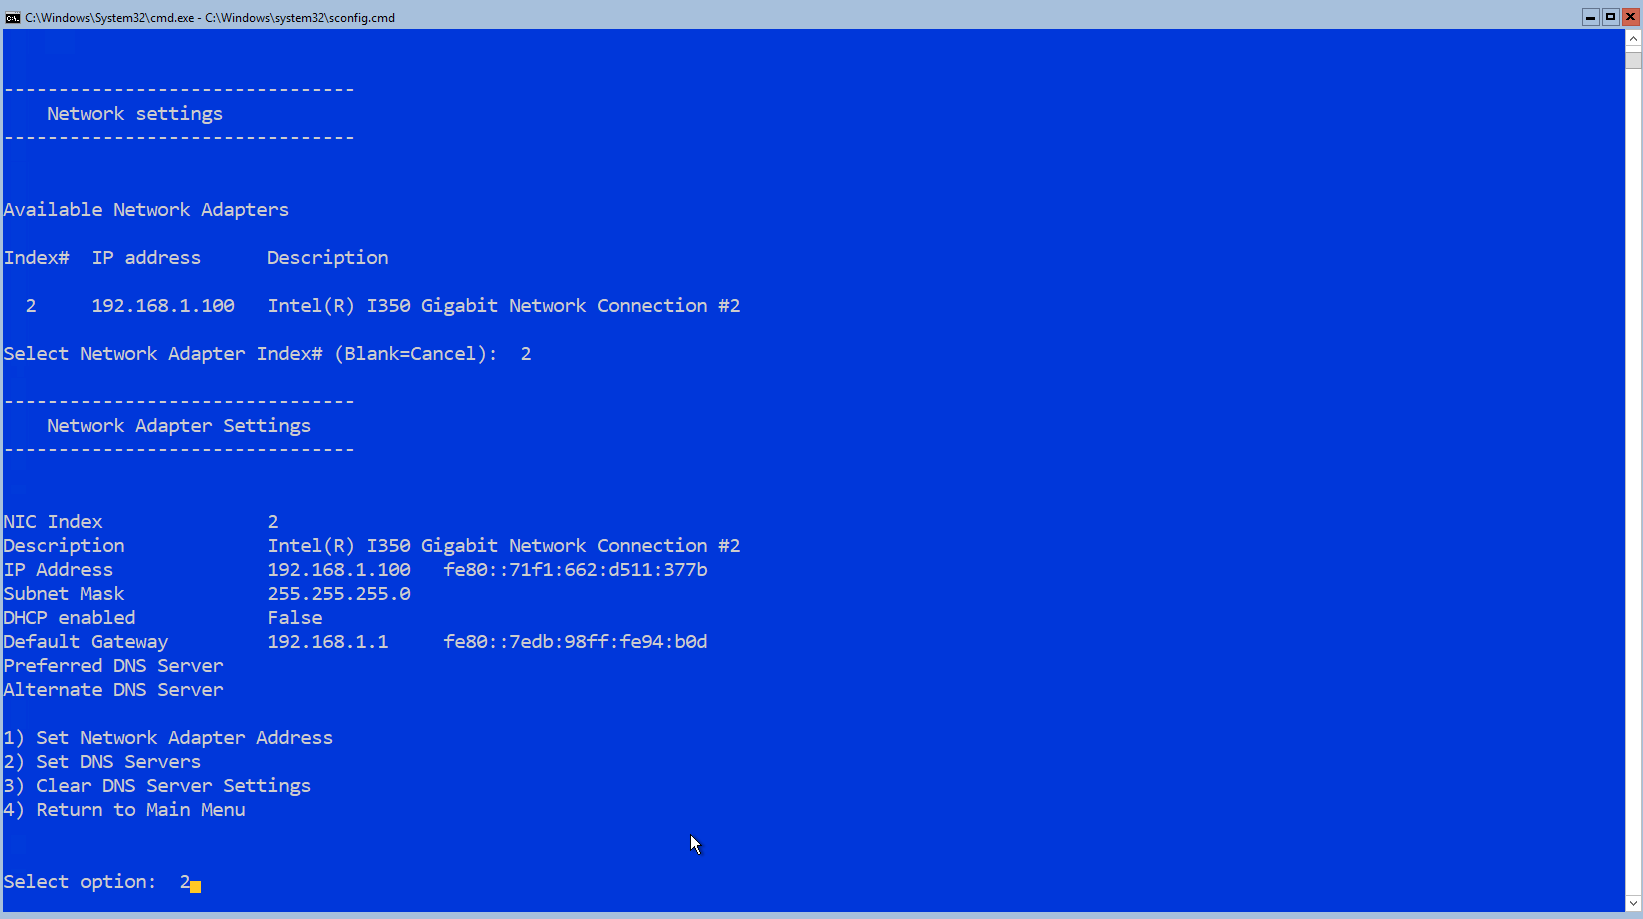 C:\Windows\System32\cmd.exe - C:\Windows\system32\sconfig.cmd
--------------------------------
    Network settings
--------------------------------
Available Network Adapters
Index#  IP address      Description
  2     192.168.1.100   Intel(R) I350 Gigabit Network Connection #2
Select Network Adapter Index# (Blank=Cancel):  2
--------------------------------
    Network Adapter Settings
--------------------------------
NIC Index               2
Description             Intel(R) I350 Gigabit Network Connection #2
IP Address              192.168.1.100   fe80::71f1:662:d511:377b
Subnet Mask             255.255.255.0
DHCP enabled            False
Default Gateway         192.168.1.1     fe80::7edb:98ff:fe94:b0d
Preferred DNS Server
Alternate DNS Server
1) Set Network Adapter Address
2) Set DNS Servers
3) Clear DNS Server Settings
4) Return to Main Menu
Select option:  2